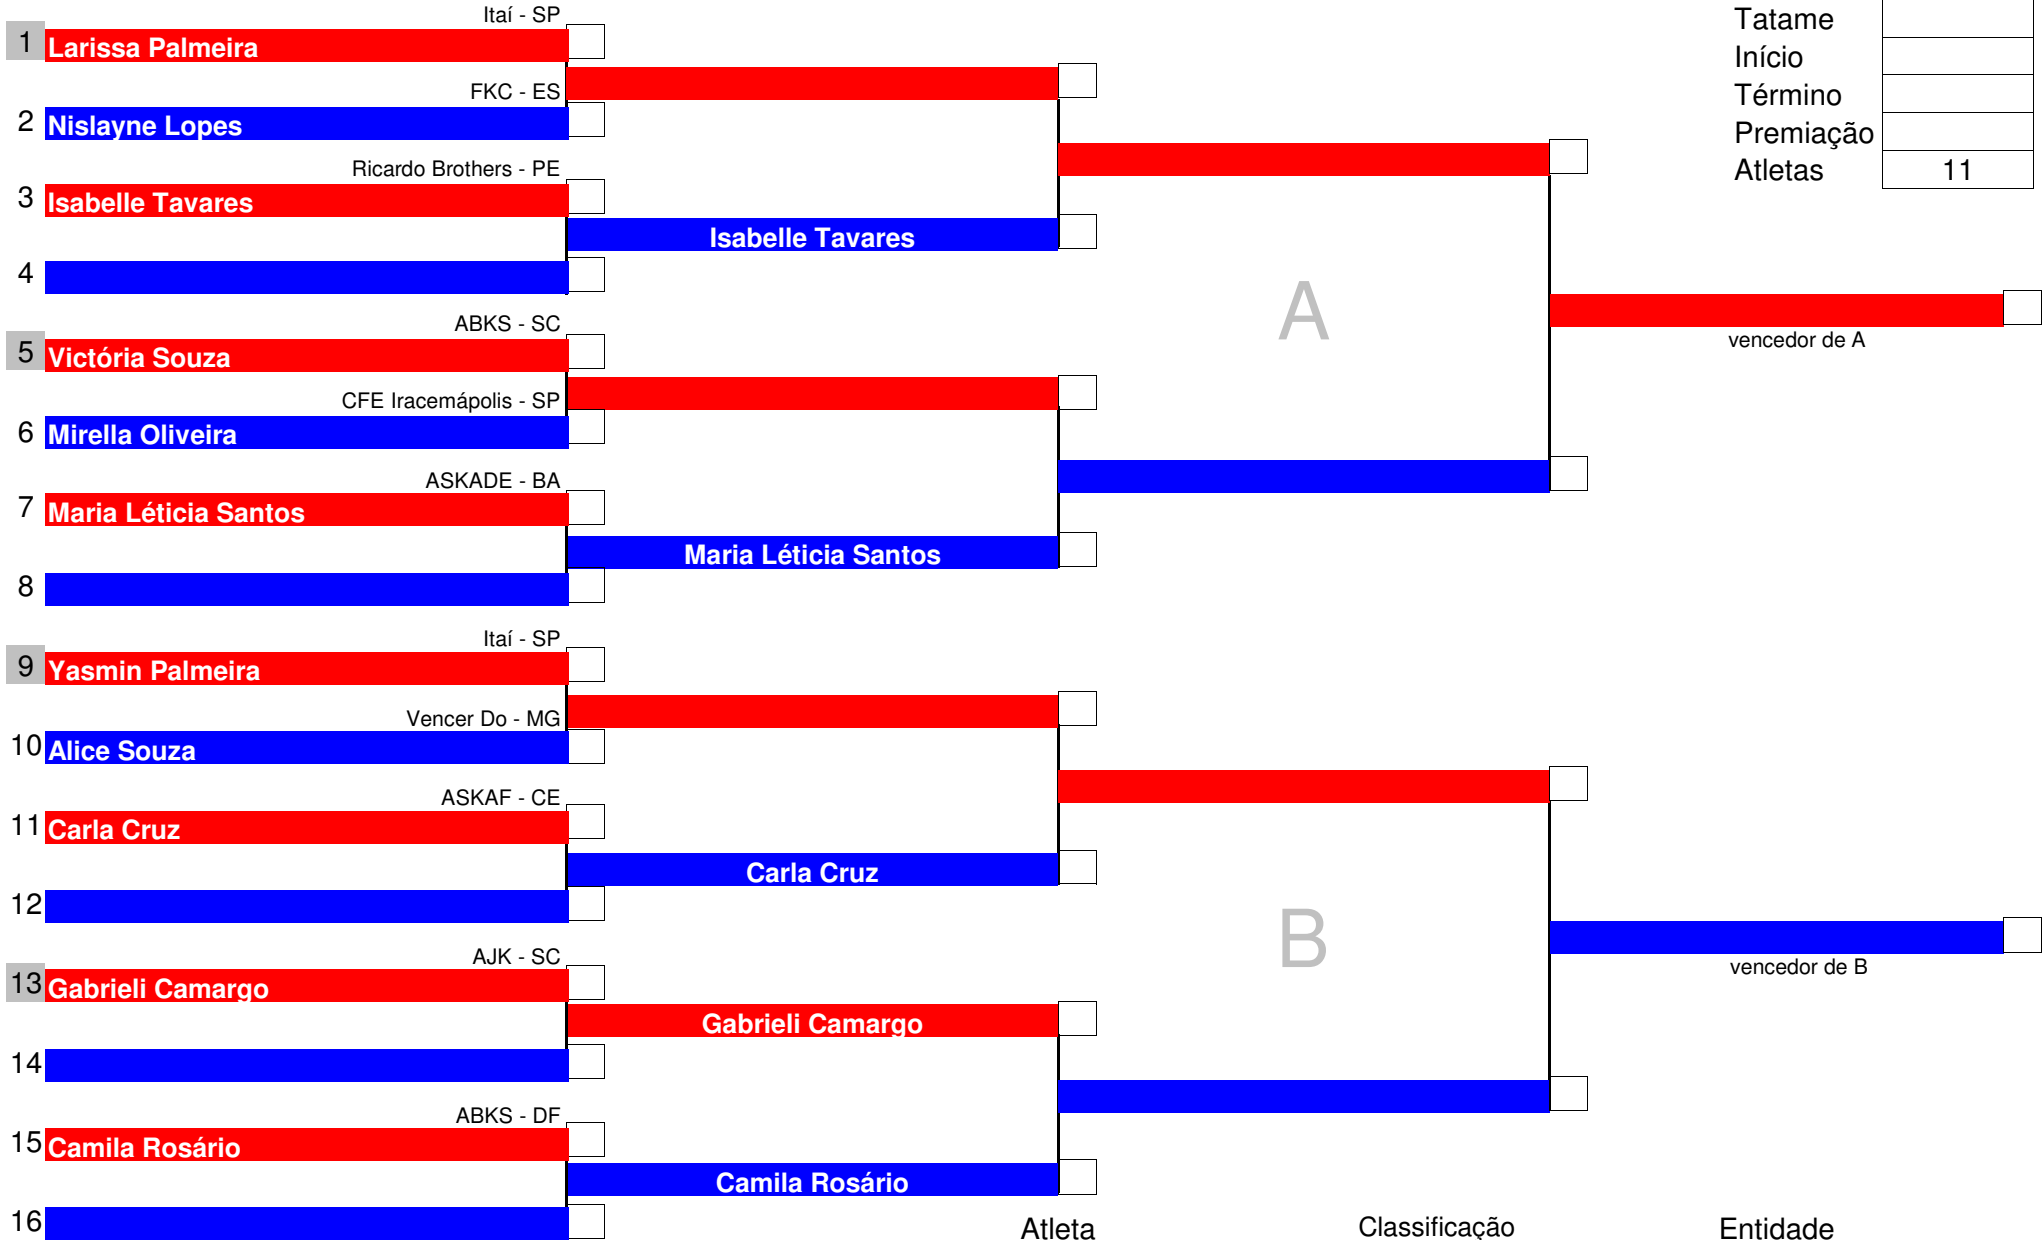 Itaí - SP
1 Larissa Palmeira
FKC - ES
2 Nislayne Lopes
Ricardo Brothers - PE
3 Isabelle Tavares
Isabelle Tavares
4
ABKS - SC
5 Victória Souza
CFE Iracemápolis - SP
6 Mirella Oliveira
ASKADE - BA
7 Maria Léticia Santos
Maria Léticia Santos
8
Itaí - SP
9 Yasmin Palmeira
Vencer Do - MG
10 Alice Souza
ASKAF - CE
11 Carla Cruz
Carla Cruz
12
AJK - SC
13 Gabrieli Camargo
Gabrieli Camargo
14
ABKS - DF
15 Camila Rosário
Camila Rosário
16
A
B
vencedor de A
vencedor de B
Tatame
Início
Término
Premiação
Atletas 11
Atleta Classificação Entidade